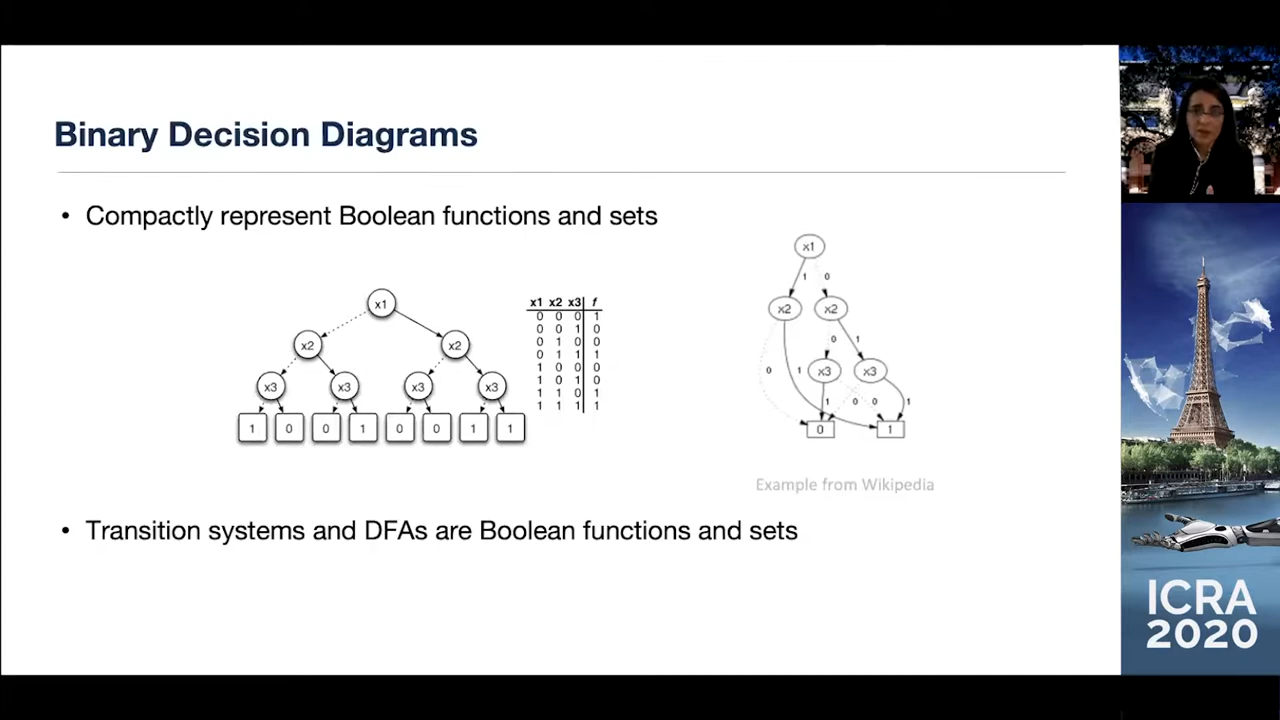 Binary Decision Diagrams
• Compactly represent Boolean functions and sets
x1
x2 x2
x3 x3 x3 x3
1 0 0 1 0 0 1 1
x1 x2 x3 f
0 0 0 1
0 0 1 0
0 1 0 0
0 1 1 1
1 0 0 0
1 0 1 0
1 1 0 1
1 1 1 1
x1
1 0
x2 x2
0 1
0 1 x3 x3
1 0 0 1
0 1
Example from Wikipedia
• Transition systems and DFAs are Boolean functions and sets
ICRA
2020